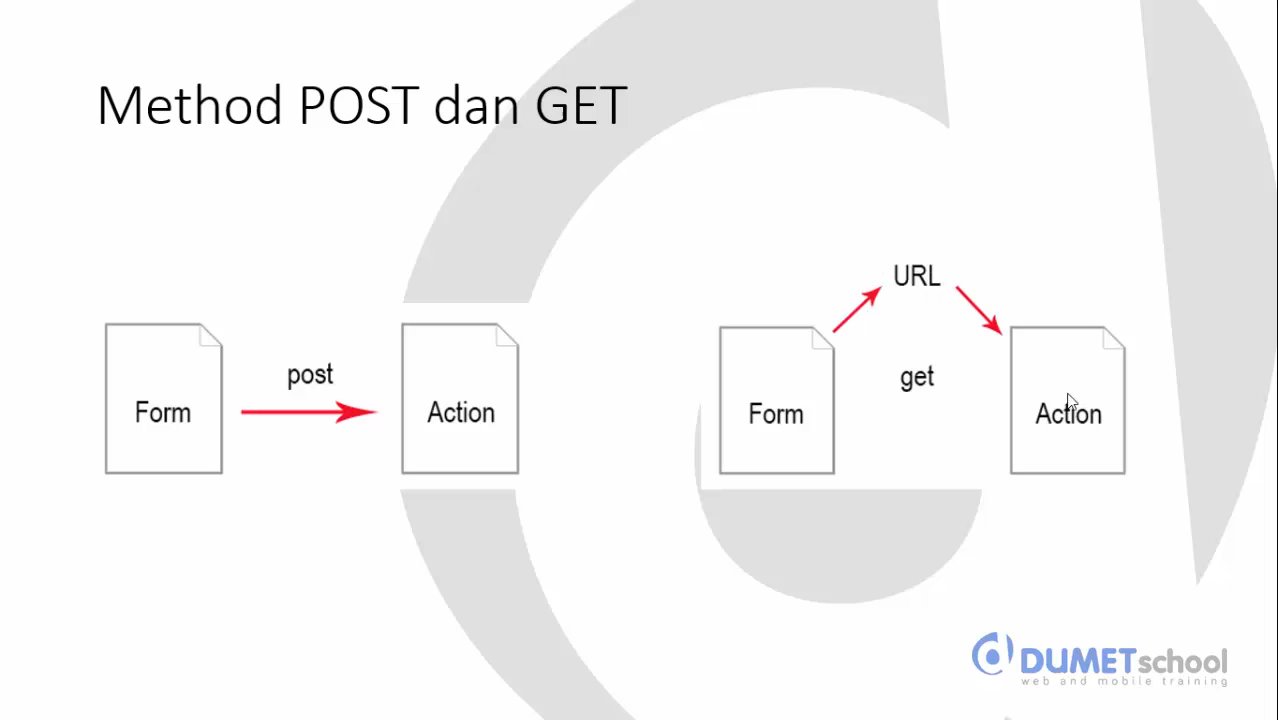 Method POST dan GET
URL
post
get
Form
Action
Form
Action
DUMETschool
web and mobile training